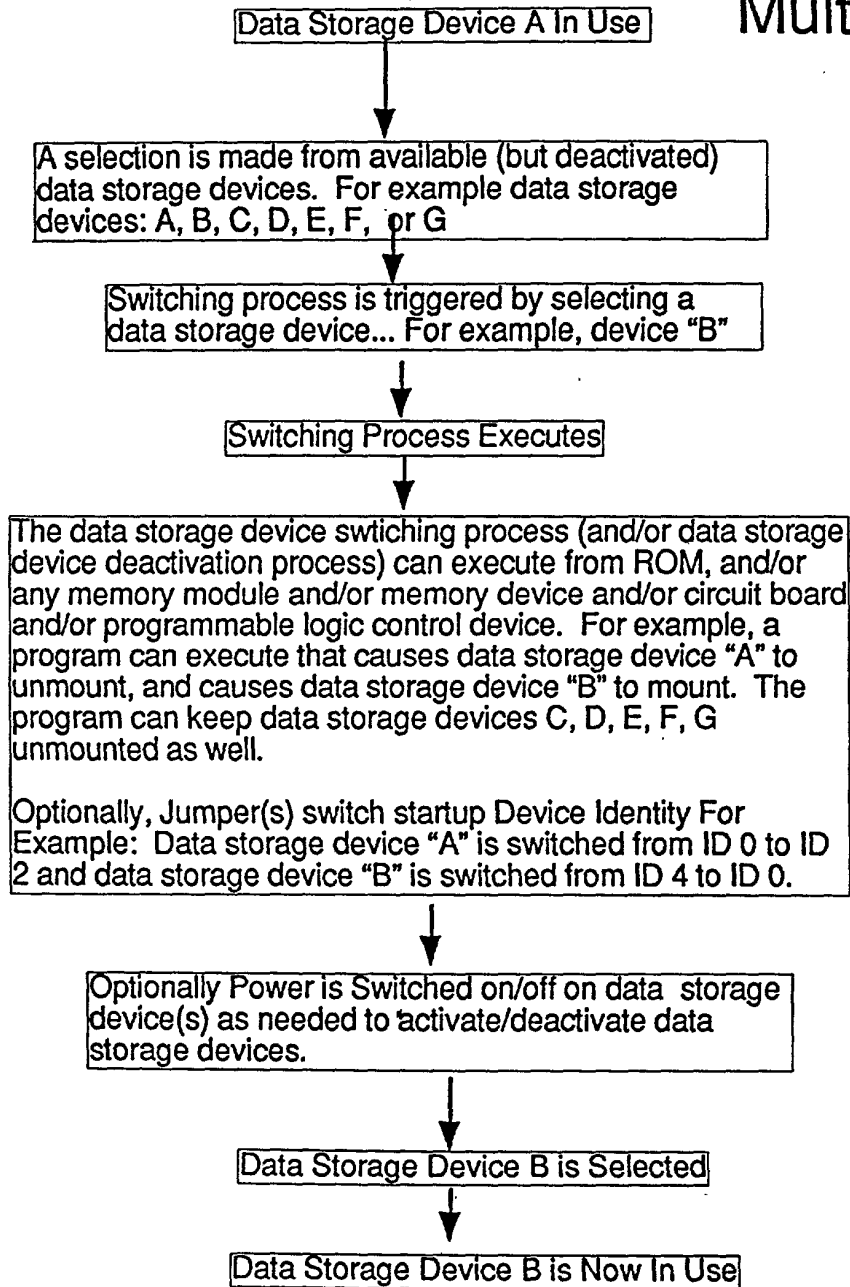 Data Storage Device A In Use
Mult
A selection is made from available (but deactivated)
data storage devices. For example data storage
devices: A, B, C, D, E, F, or G
Switching process is triggered by selecting a
data storage device... For example, device “B”
Switching Process Executes
The data storage device swtiching process (and/or data storage
device deactivation process) can execute from ROM, and/or
any memory module and/or memory device and/or circuit board
and/or programmable logic control device. For example, a
program can execute that causes data storage device “A” to
unmount, and causes data storage device “B” to mount. The
program can keep data storage devices C, D, E, F, G
unmounted as well.
Optionally, Jumper(s) switch startup Device Identity For
Example: Data storage device “A” is switched from ID 0 to ID
2 and data storage device “B” is switched from ID 4 to ID 0.
Optionally Power is Switched on/off on data storage
device(s) as needed to activate/deactivate data
storage devices.
Data Storage Device B is Selected
Data Storage Device B is Now In Use